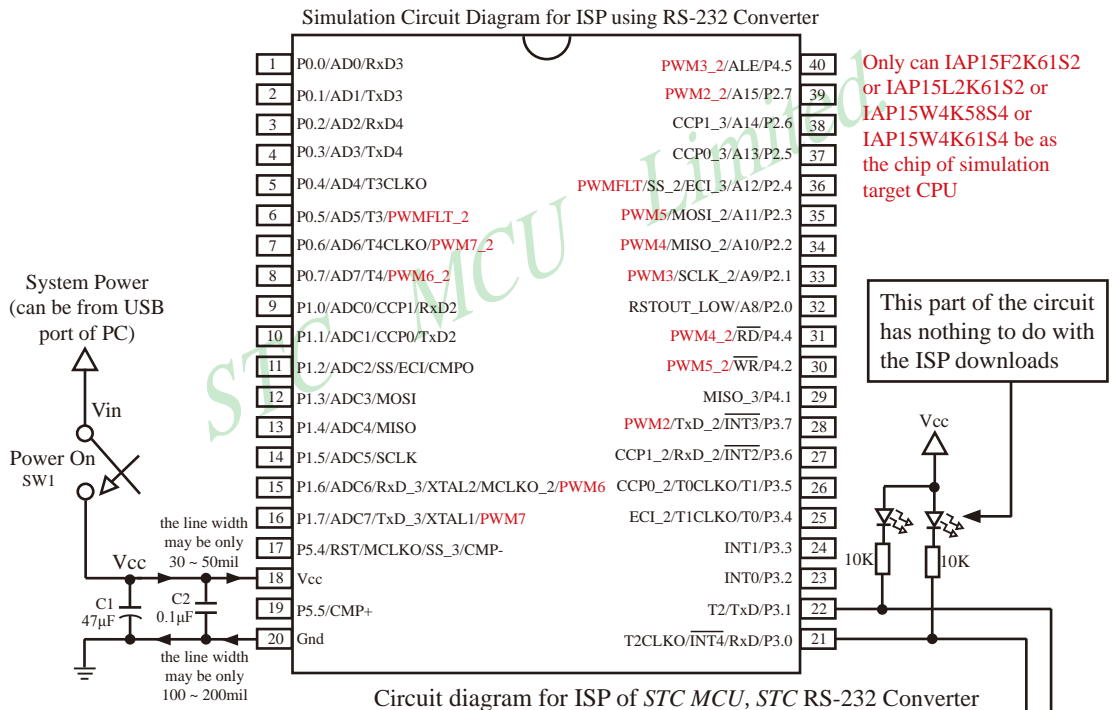 Simulation Circuit Diagram for ISP using RS-232 Converter
1 P0.0/AD0/RxD3
2 P0.1/AD1/TxD3
3 P0.2/AD2/RxD4
4 P0.3/AD3/TxD4
5 P0.4/AD4/T3CLKO
6 P0.5/AD5/T3/PWMFLT_2
7 P0.6/AD6/T4CLKO/PWM7_2
8 P0.7/AD7/T4/PWM6_2
9 P1.0/ADC0/CCP1/RxD2
10 P1.1/ADC1/CCP0/TxD2
11 P1.2/ADC2/SS/ECI/CMPO
12 P1.3/ADC3/MOSI
13 P1.4/ADC4/MISO
14 P1.5/ADC5/SCLK
15 P1.6/ADC6/RxD_3/XTAL2/MCLKO_2/PWM6
16 P1.7/ADC7/TxD_3/XTAL1/PWM7
17 P5.4/RST/MCLKO/SS_3/CMP-
18 Vcc
19 P5.5/CMP+
20 Gnd
PWM3_2/ALE/P4.5 40
PWM2_2/A15/P2.7 39
CCP1_3/A14/P2.6 38
CCP0_3/A13/P2.5 37
PWMFLT/SS_2/ECI_3/A12/P2.4 36
PWM5/MOSI_2/A11/P2.3 35
PWM4/MISO_2/A10/P2.2 34
PWM3/SCLK_2/A9/P2.1 33
RSTOUT_LOW/A8/P2.0 32
PWM4_2/RD/P4.4 31
PWM5_2/WR/P4.2 30
MISO_3/P4.1 29
PWM2/TxD_2/INT3/P3.7 28
CCP1_2/RxD_2/INT2/P3.6 27
CCP0_2/T0CLKO/T1/P3.5 26
ECI_2/T1CLKO/T0/P3.4 25
INT1/P3.3 24
INT0/P3.2 23
T2/TxD/P3.1 22
T2CLKO/INT4/RxD/P3.0 21
STC MCU Limited.
Only can IAP15F2K61S2
or IAP15L2K61S2 or
IAP15W4K58S4 or
IAP15W4K61S4 be as
the chip of simulation
target CPU
System Power
(can be from USB
port of PC)
Vin
Power On
SW1
the line width
may be only
30 ~ 50mil
Vcc
C1
47μF
C2
0.1μF
the line width
may be only
100 ~ 200mil
This part of the circuit
has nothing to do with
the ISP downloads
Vcc
10K
10K
Circuit diagram for ISP of STC MCU, STC RS-232 Converter